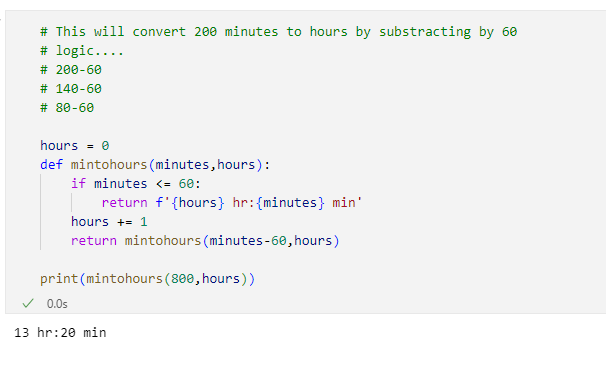 # This will convert 200 minutes to hours by substracting by 60
# logic....
# 200-60
# 140-60
# 80-60
hours = 0
def mintohours(minutes,hours):
if minutes <= 60:
return f'{hours} hr:{minutes} min'
hours += 1
return mintohours(minutes-60,hours)
print(mintohours(800,hours))
✓ 0.0s
13 hr:20 min